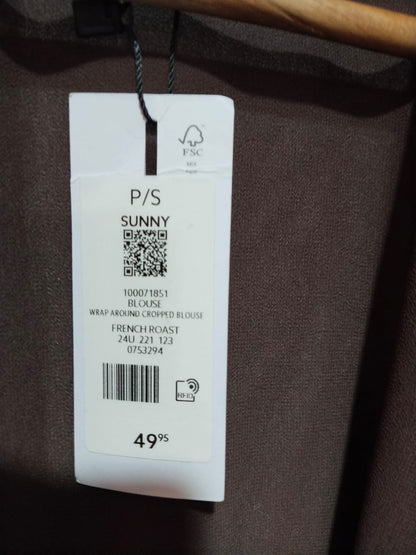 FSC
P/S
SUNNY
100071851
BLOUSE
WRAP AROUND CROPPED BLOUSE
FRENCH ROAST
24U 221 123
0753294
RFID
49 95